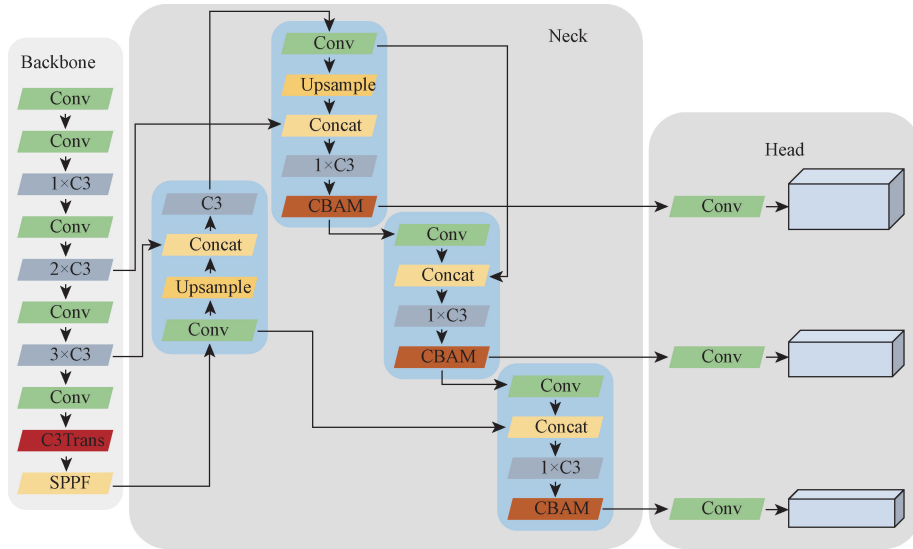 Backbone
Conv
Conv
1×C3
Conv
2×C3
Conv
3×C3
Conv
C3Trans
SPPF
Neck
C3
Concat
Upsample
Conv
Conv
Upsample
Concat
1×C3
CBAM
Conv
Concat
1×C3
CBAM
Conv
Concat
1×C3
CBAM
Head
Conv
Conv
Conv